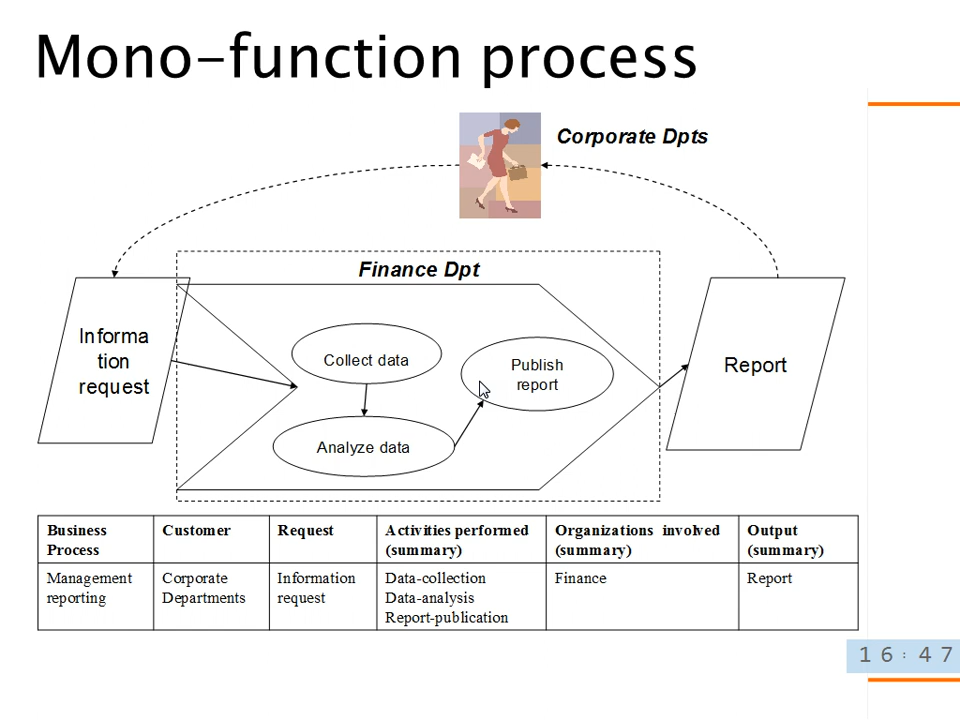 Mono-function process
Corporate Dpts
Finance Dpt
Informa
tion
request
Collect data
Analyze data
Publish
report
Report
Business
Process
Customer
Request
Activities performed
(summary)
Organizations involved
(summary)
Output
(summary)
Management
reporting
Corporate
Departments
Information
request
Data-collection
Data-analysis
Report-publication
Finance
Report
16:47